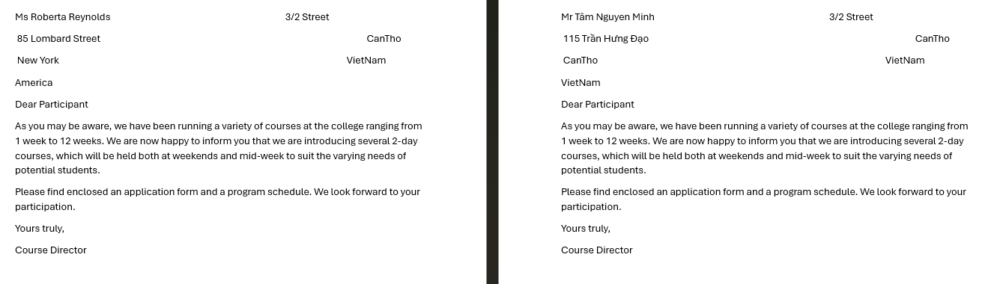 Ms Roberta Reynolds 3/2 Street
85 Lombard Street CanTho
New York VietNam
America
Dear Participant
As you may be aware, we have been running a variety of courses at the college ranging from
1 week to 12 weeks. We are now happy to inform you that we are introducing several 2-day
courses, which will be held both at weekends and mid-week to suit the varying needs of
potential students.
Please find enclosed an application form and a program schedule. We look forward to your
participation.
Yours truly,
Course Director
Mr Tâm Nguyen Minh 3/2 Street
115 Trần Hưng Đạo CanTho
CanTho VietNam
VietNam
Dear Participant
As you may be aware, we have been running a variety of courses at the college ranging from
1 week to 12 weeks. We are now happy to inform you that we are introducing several 2-day
courses, which will be held both at weekends and mid-week to suit the varying needs of
potential students.
Please find enclosed an application form and a program schedule. We look forward to your
participation.
Yours truly,
Course Director